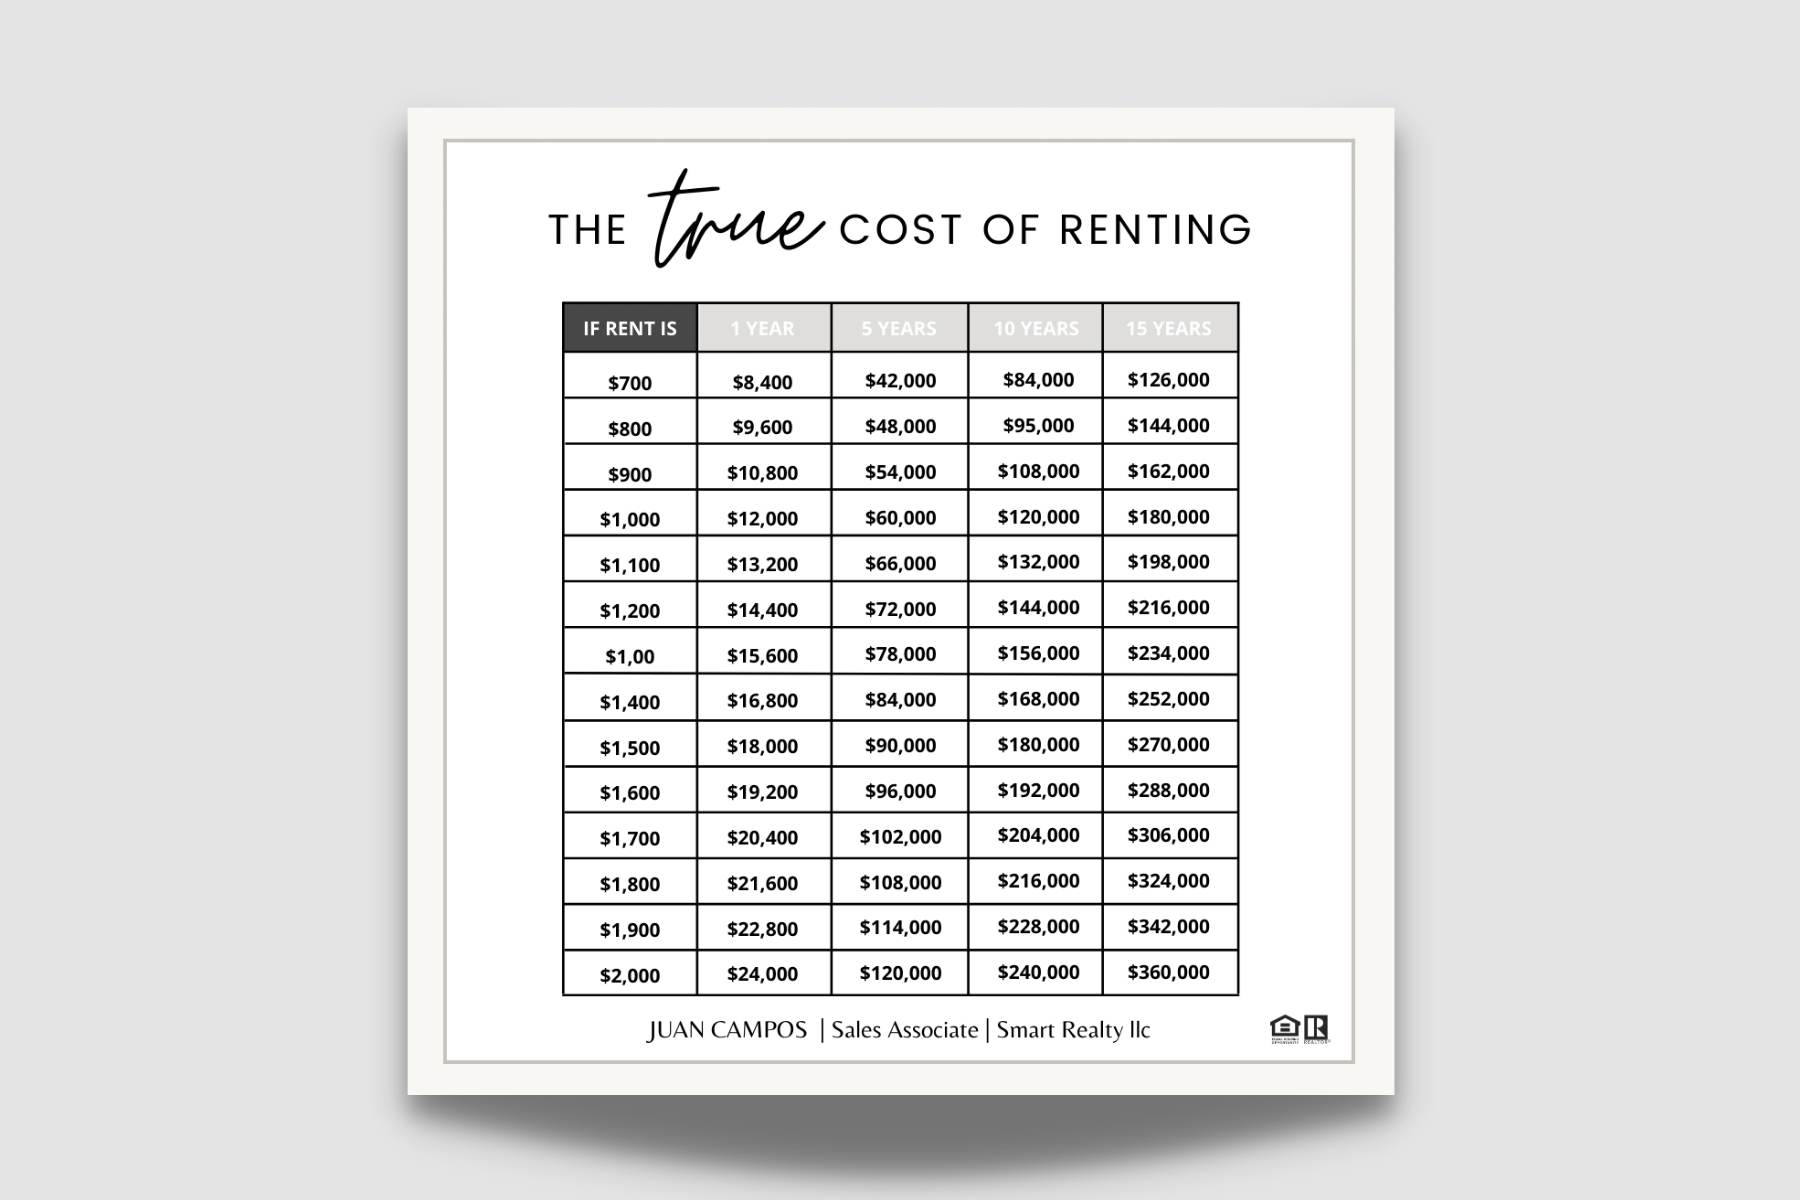 THE true COST OF RENTING
IF RENT IS 1 YEAR 5 YEARS 10 YEARS 15 YEARS
$700 $8,400 $42,000 $84,000 $126,000
$800 $9,600 $48,000 $95,000 $144,000
$900 $10,800 $54,000 $108,000 $162,000
$1,000 $12,000 $60,000 $120,000 $180,000
$1,100 $13,200 $66,000 $132,000 $198,000
$1,200 $14,400 $72,000 $144,000 $216,000
$1,00 $15,600 $78,000 $156,000 $234,000
$1,400 $16,800 $84,000 $168,000 $252,000
$1,500 $18,000 $90,000 $180,000 $270,000
$1,600 $19,200 $96,000 $192,000 $288,000
$1,700 $20,400 $102,000 $204,000 $306,000
$1,800 $21,600 $108,000 $216,000 $324,000
$1,900 $22,800 $114,000 $228,000 $342,000
$2,000 $24,000 $120,000 $240,000 $360,000
JUAN CAMPOS | Sales Associate | Smart Realty llc
R
REALTOR®